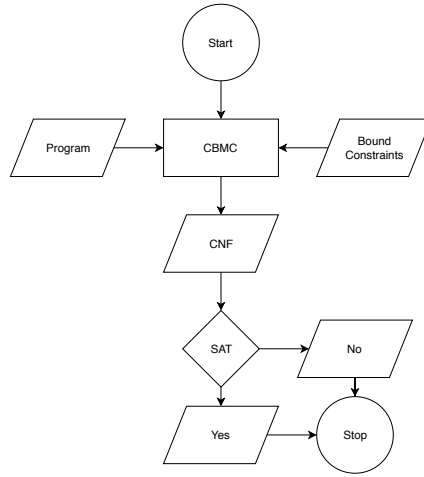 Start
Program
CBMC
Bound
Constraints
CNF
SAT
No
Yes
Stop